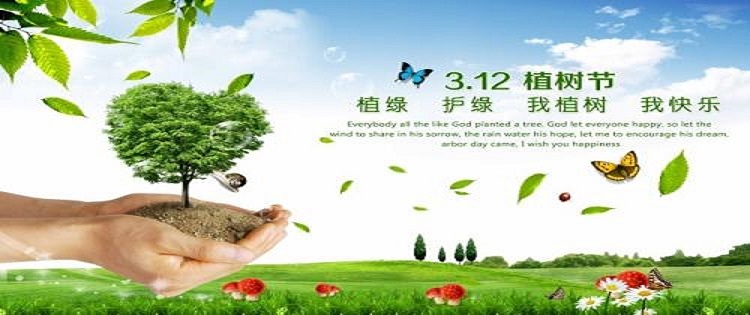 3.12 植树节
植绿 护绿 我植树 我快乐
Everybody all the like God planted a tree, God let everyone happy, so let the
wind to share in his sorrow, the rain water his hope, let me to encourage his dream,
arbor day came, I wish you happiness